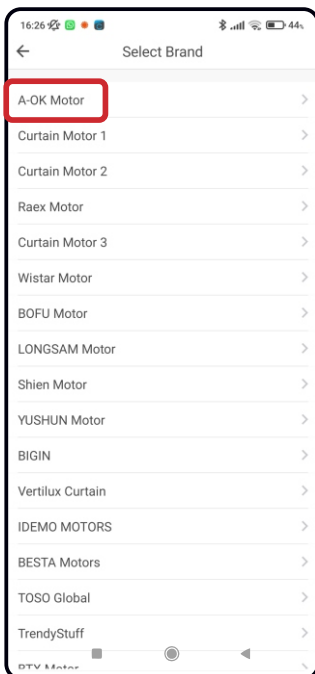 16:26 44%
Select Brand
A-OK Motor
Curtain Motor 1
Curtain Motor 2
Raex Motor
Curtain Motor 3
Wistar Motor
BOFU Motor
LONGSAM Motor
Shien Motor
YUSHUN Motor
BIGIN
Vertilux Curtain
IDEMO MOTORS
BESTA Motors
TOSO Global
TrendyStuff
RTX Motor